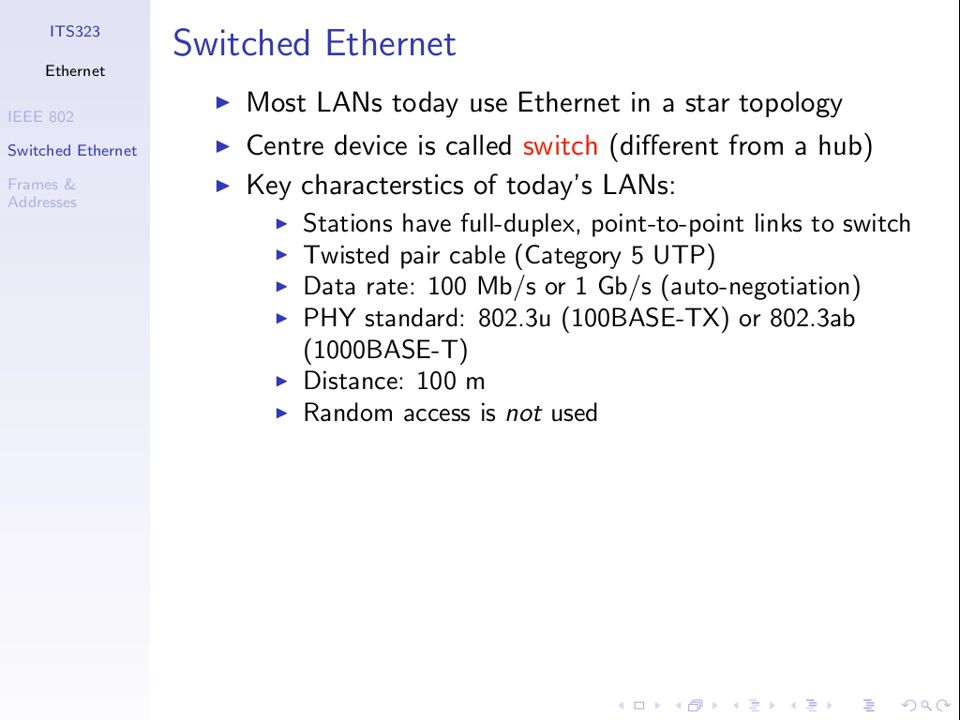 ITS323
Ethernet
IEEE 802
Switched Ethernet
Frames &
Addresses
Switched Ethernet
Most LANs today use Ethernet in a star topology
Centre device is called switch (different from a hub)
Key characterstics of today's LANs:
Stations have full-duplex, point-to-point links to switch
Twisted pair cable (Category 5 UTP)
Data rate: 100 Mb/s or 1 Gb/s (auto-negotiation)
PHY standard: 802.3u (100BASE-TX) or 802.3ab
(1000BASE-T)
Distance: 100 m
Random access is not used